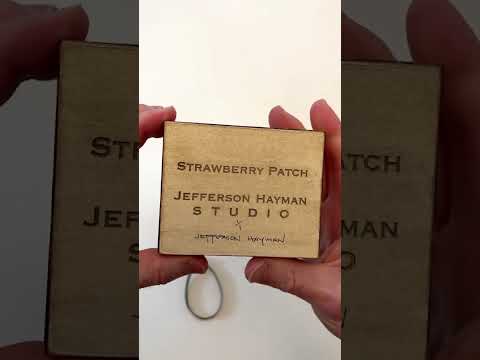 STRAWBERRY PATCH
JEFFERSON HAYMAN
STUDIO
X
JEFFERSON HAYMAN